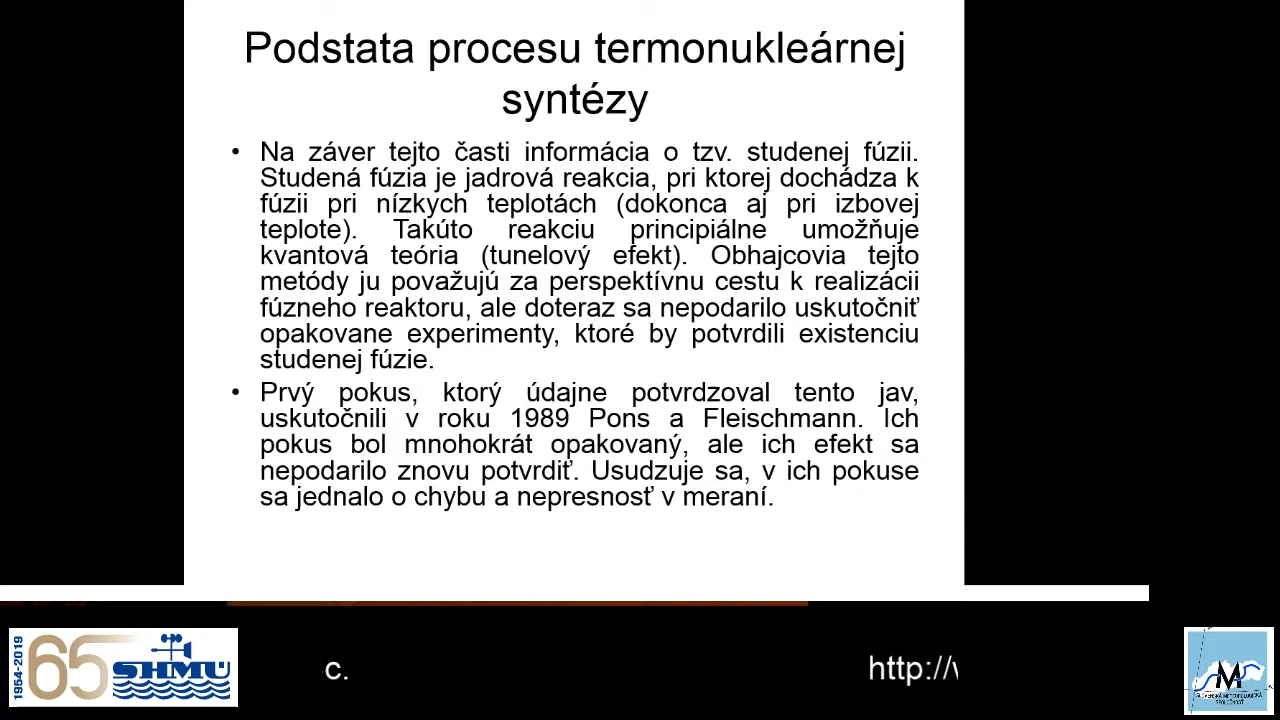 Podstata procesu termonukleárnej
syntézy
• Na záver tejto časti informácia o tzv. studenej fúzii.
Studená fúzia je jadrová reakcia, pri ktorej dochádza k
fúzii pri nízkych teplotách (dokonca aj pri izbovej
teplote). Takúto reakciu principiálne umožňuje
kvantová teória (tunelový efekt). Obhajcovia tejto
metódy ju považujú za perspektívnu cestu k realizácii
fúzneho reaktoru, ale doteraz sa nepodarilo uskutočniť
opakovane experimenty, ktoré by potvrdili existenciu
studenej fúzie.
• Prvý pokus, ktorý údajne potvrdzoval tento jav,
uskutočnili v roku 1989 Pons a Fleischmann. Ich
pokus bol mnohokrát opakovaný, ale ich efekt sa
nepodarilo znovu potvrdiť. Usudzuje sa, v ich pokuse
sa jednalo o chybu a nepresnosť v meraní.
1954-2019
65
SHMU
c.
http://
M
SLOVENSKÁ METEOROLOGICKÁ
SPOLOČNOSŤ